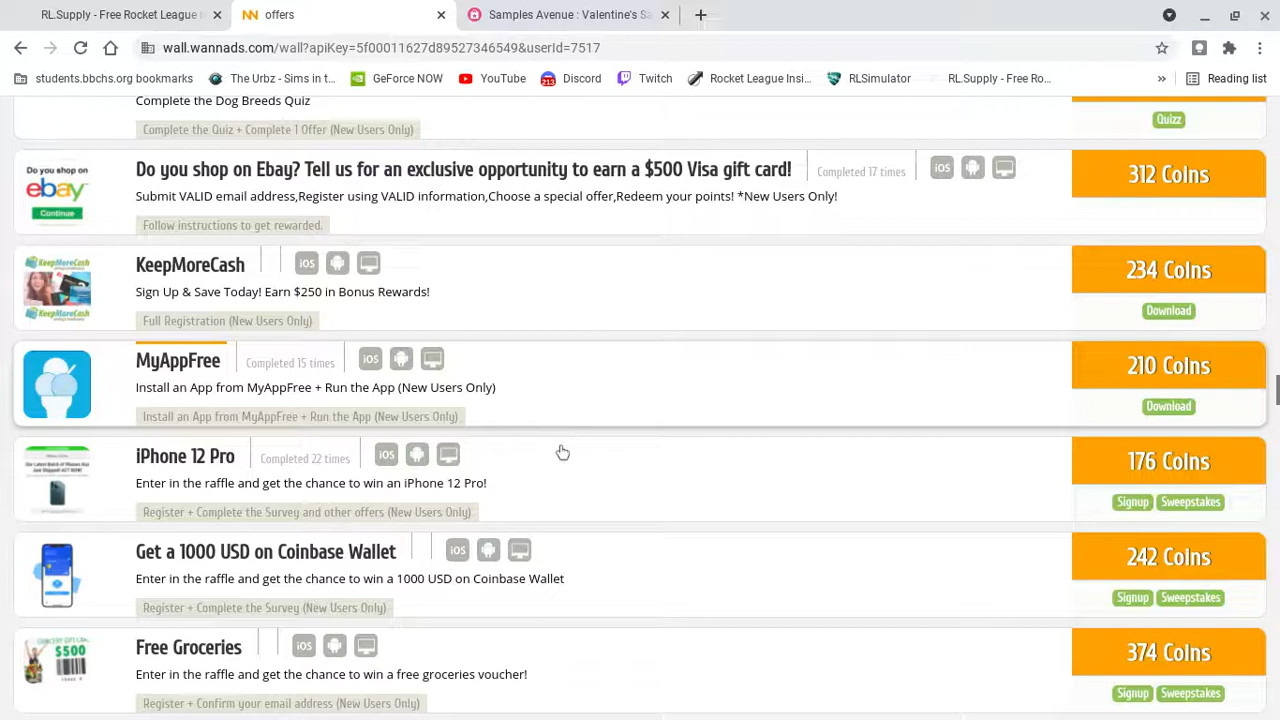 RL.Supply - Free Rocket League i
offers
Samples Avenue : Valentine's Sa
wall.wannads.com/wall?apiKey=5f00011627d89527346549&userId=7517
students.bbchs.org bookmarks
The Urbz - Sims in t...
GeForce NOW
YouTube
213
Discord
Twitch
Rocket League Insi...
RLSimulator
RL.Supply - Free Ro...
»
Reading list
Complete the Dog Breeds Quiz
Complete the Quiz + Complete 1 Offer (New Users Only)
Quizz
Do you shop on
ebay
Continue
Do you shop on Ebay? Tell us for an exclusive opportunity to earn a $500 Visa gift card!
Completed 17 times
iOS
312 Coins
Submit VALID email address,Register using VALID information,Choose a special offer,Redeem your points! *New Users Only!
Follow instructions to get rewarded.
KeepMoreCash
KeepMoreCash
KeepMoreCash
iOS
234 Coins
Sign Up & Save Today! Earn $250 in Bonus Rewards!
Full Registration (New Users Only)
Download
MyAppFree
Completed 15 times
iOS
210 Coins
Install an App from MyAppFree + Run the App (New Users Only)
Install an App from MyAppFree + Run the App (New Users Only)
Download
iPhone 12 Pro
Completed 22 times
iOS
176 Coins
Enter in the raffle and get the chance to win an iPhone 12 Pro!
Register + Complete the Survey and other offers (New Users Only)
Signup
Sweepstakes
Get a 1000 USD on Coinbase Wallet
iOS
242 Coins
Enter in the raffle and get the chance to win a 1000 USD on Coinbase Wallet
Register + Complete the Survey (New Users Only)
Signup
Sweepstakes
$500
Free Groceries
iOS
374 Coins
Enter in the raffle and get the chance to win a free groceries voucher!
Register + Confirm your email address (New Users Only)
Signup
Sweepstakes